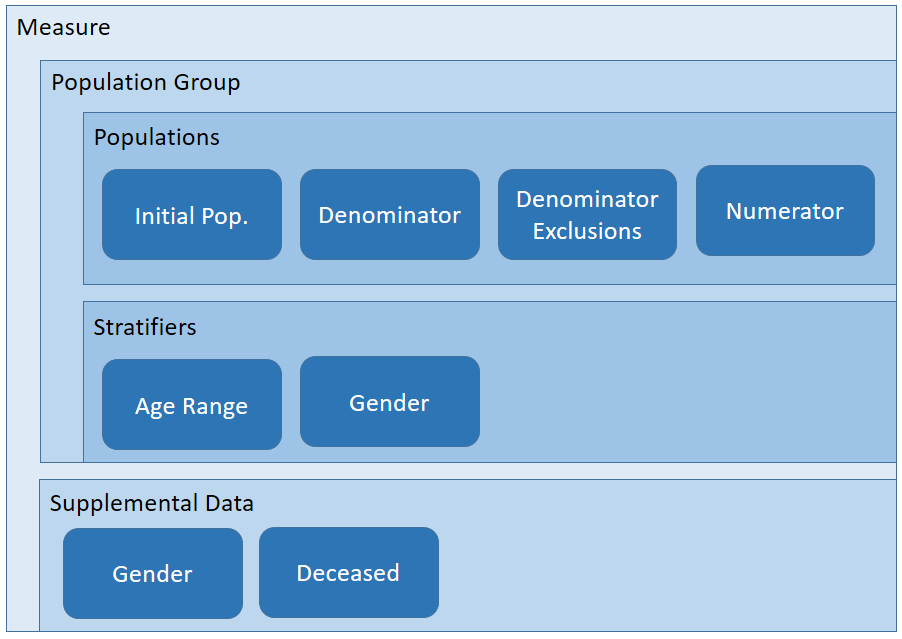 Measure
Population Group
Populations
Initial Pop.
Denominator
Denominator
Exclusions
Numerator
Stratifiers
Age Range
Gender
Supplemental Data
Gender
Deceased